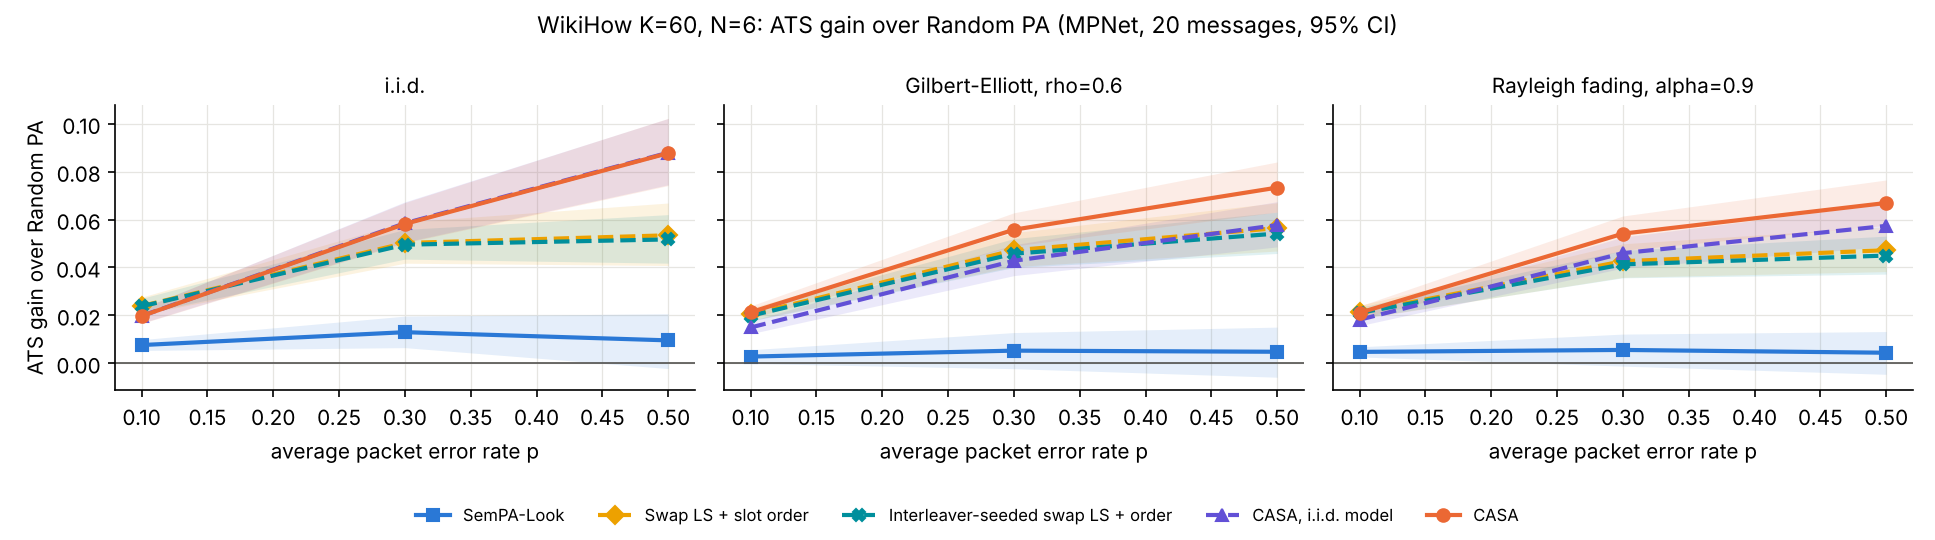 WikiHow K=60, N=6: ATS gain over Random PA (MPNet, 20 messages, 95% CI)
i.i.d.
Gilbert-Elliott, rho=0.6
Rayleigh fading, alpha=0.9
ATS gain over Random PA
0.10
0.08
0.06
0.04
0.02
0.00
0.10 0.15 0.20 0.25 0.30 0.35 0.40 0.45 0.50
0.10 0.15 0.20 0.25 0.30 0.35 0.40 0.45 0.50
0.10 0.15 0.20 0.25 0.30 0.35 0.40 0.45 0.50
average packet error rate p
average packet error rate p
average packet error rate p
SemPA-Look
Swap LS + slot order
Interleaver-seeded swap LS + order
CASA, i.i.d. model
CASA